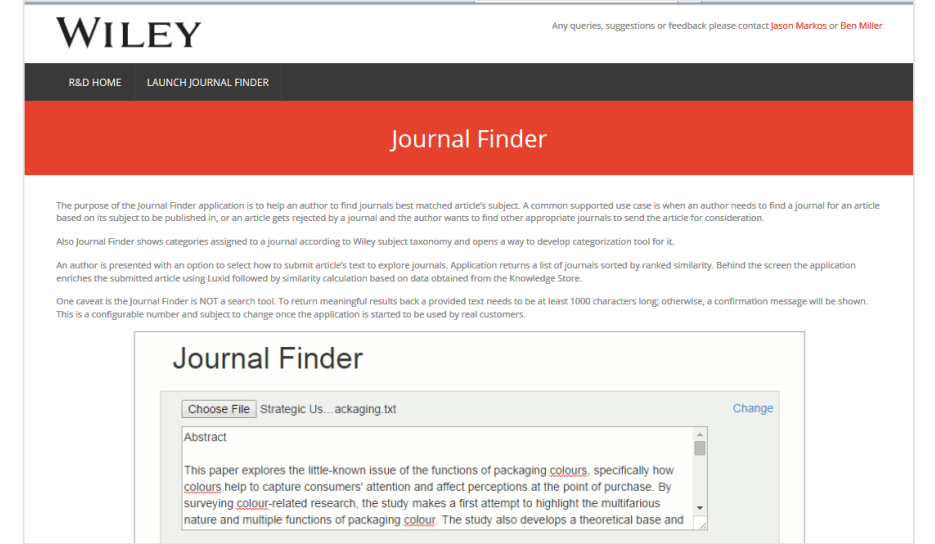 WILEY
Any queries, suggestions or feedback please contact Jason Markos or Ben Miller
R&D HOME LAUNCH JOURNAL FINDER
Journal Finder
The purpose of the Journal Finder application is to help an author to find journals best matched article's subject. A common supported use case is when an author needs to find a journal for an article
based on its subject to be published in, or an article gets rejected by a journal and the author wants to find other appropriate journals to send the article for consideration.
Also Journal Finder shows categories assigned to a journal according to Wiley subject taxonomy and opens a way to develop categorization tool for it.
An author is presented with an option to select how to submit article's text to explore journals. Application returns a list of journals sorted by ranked similarity. Behind the screen the application
enriches the submitted article using Luxid followed by similarity calculation based on data obtained from the Knowledge Store.
One caveat is the Journal Finder is NOT a search tool. To return meaningful results back a provided text needs to be at least 1000 characters long; otherwise, a confirmation message will be shown.
This is a configurable number and subject to change once the application is started to be used by real customers.
Journal Finder
Choose File Strategic Us...ackaging.txt Change
Abstract
This paper explores the little-known issue of the functions of packaging colours, specifically how
colours help to capture consumers' attention and affect perceptions at the point of purchase. By
surveying colour-related research, the study makes a first attempt to highlight the multifarious
nature and multiple functions of packaging colour. The study also develops a theoretical base and